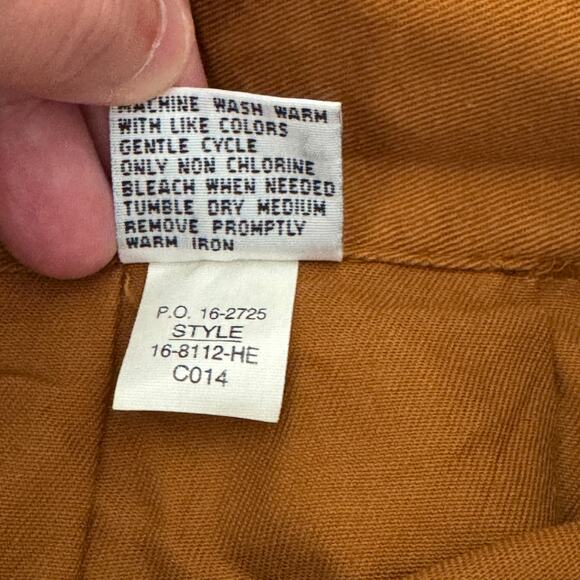 MACHINE WASH WARM
WITH LIKE COLORS
GENTLE CYCLE
ONLY NON CHLORINE
BLEACH WHEN NEEDED
TUMBLE DRY MEDIUM
REMOVE PROMPTLY
WARM IRON
P.O. 16-2725
STYLE
16-8112-HE
C014